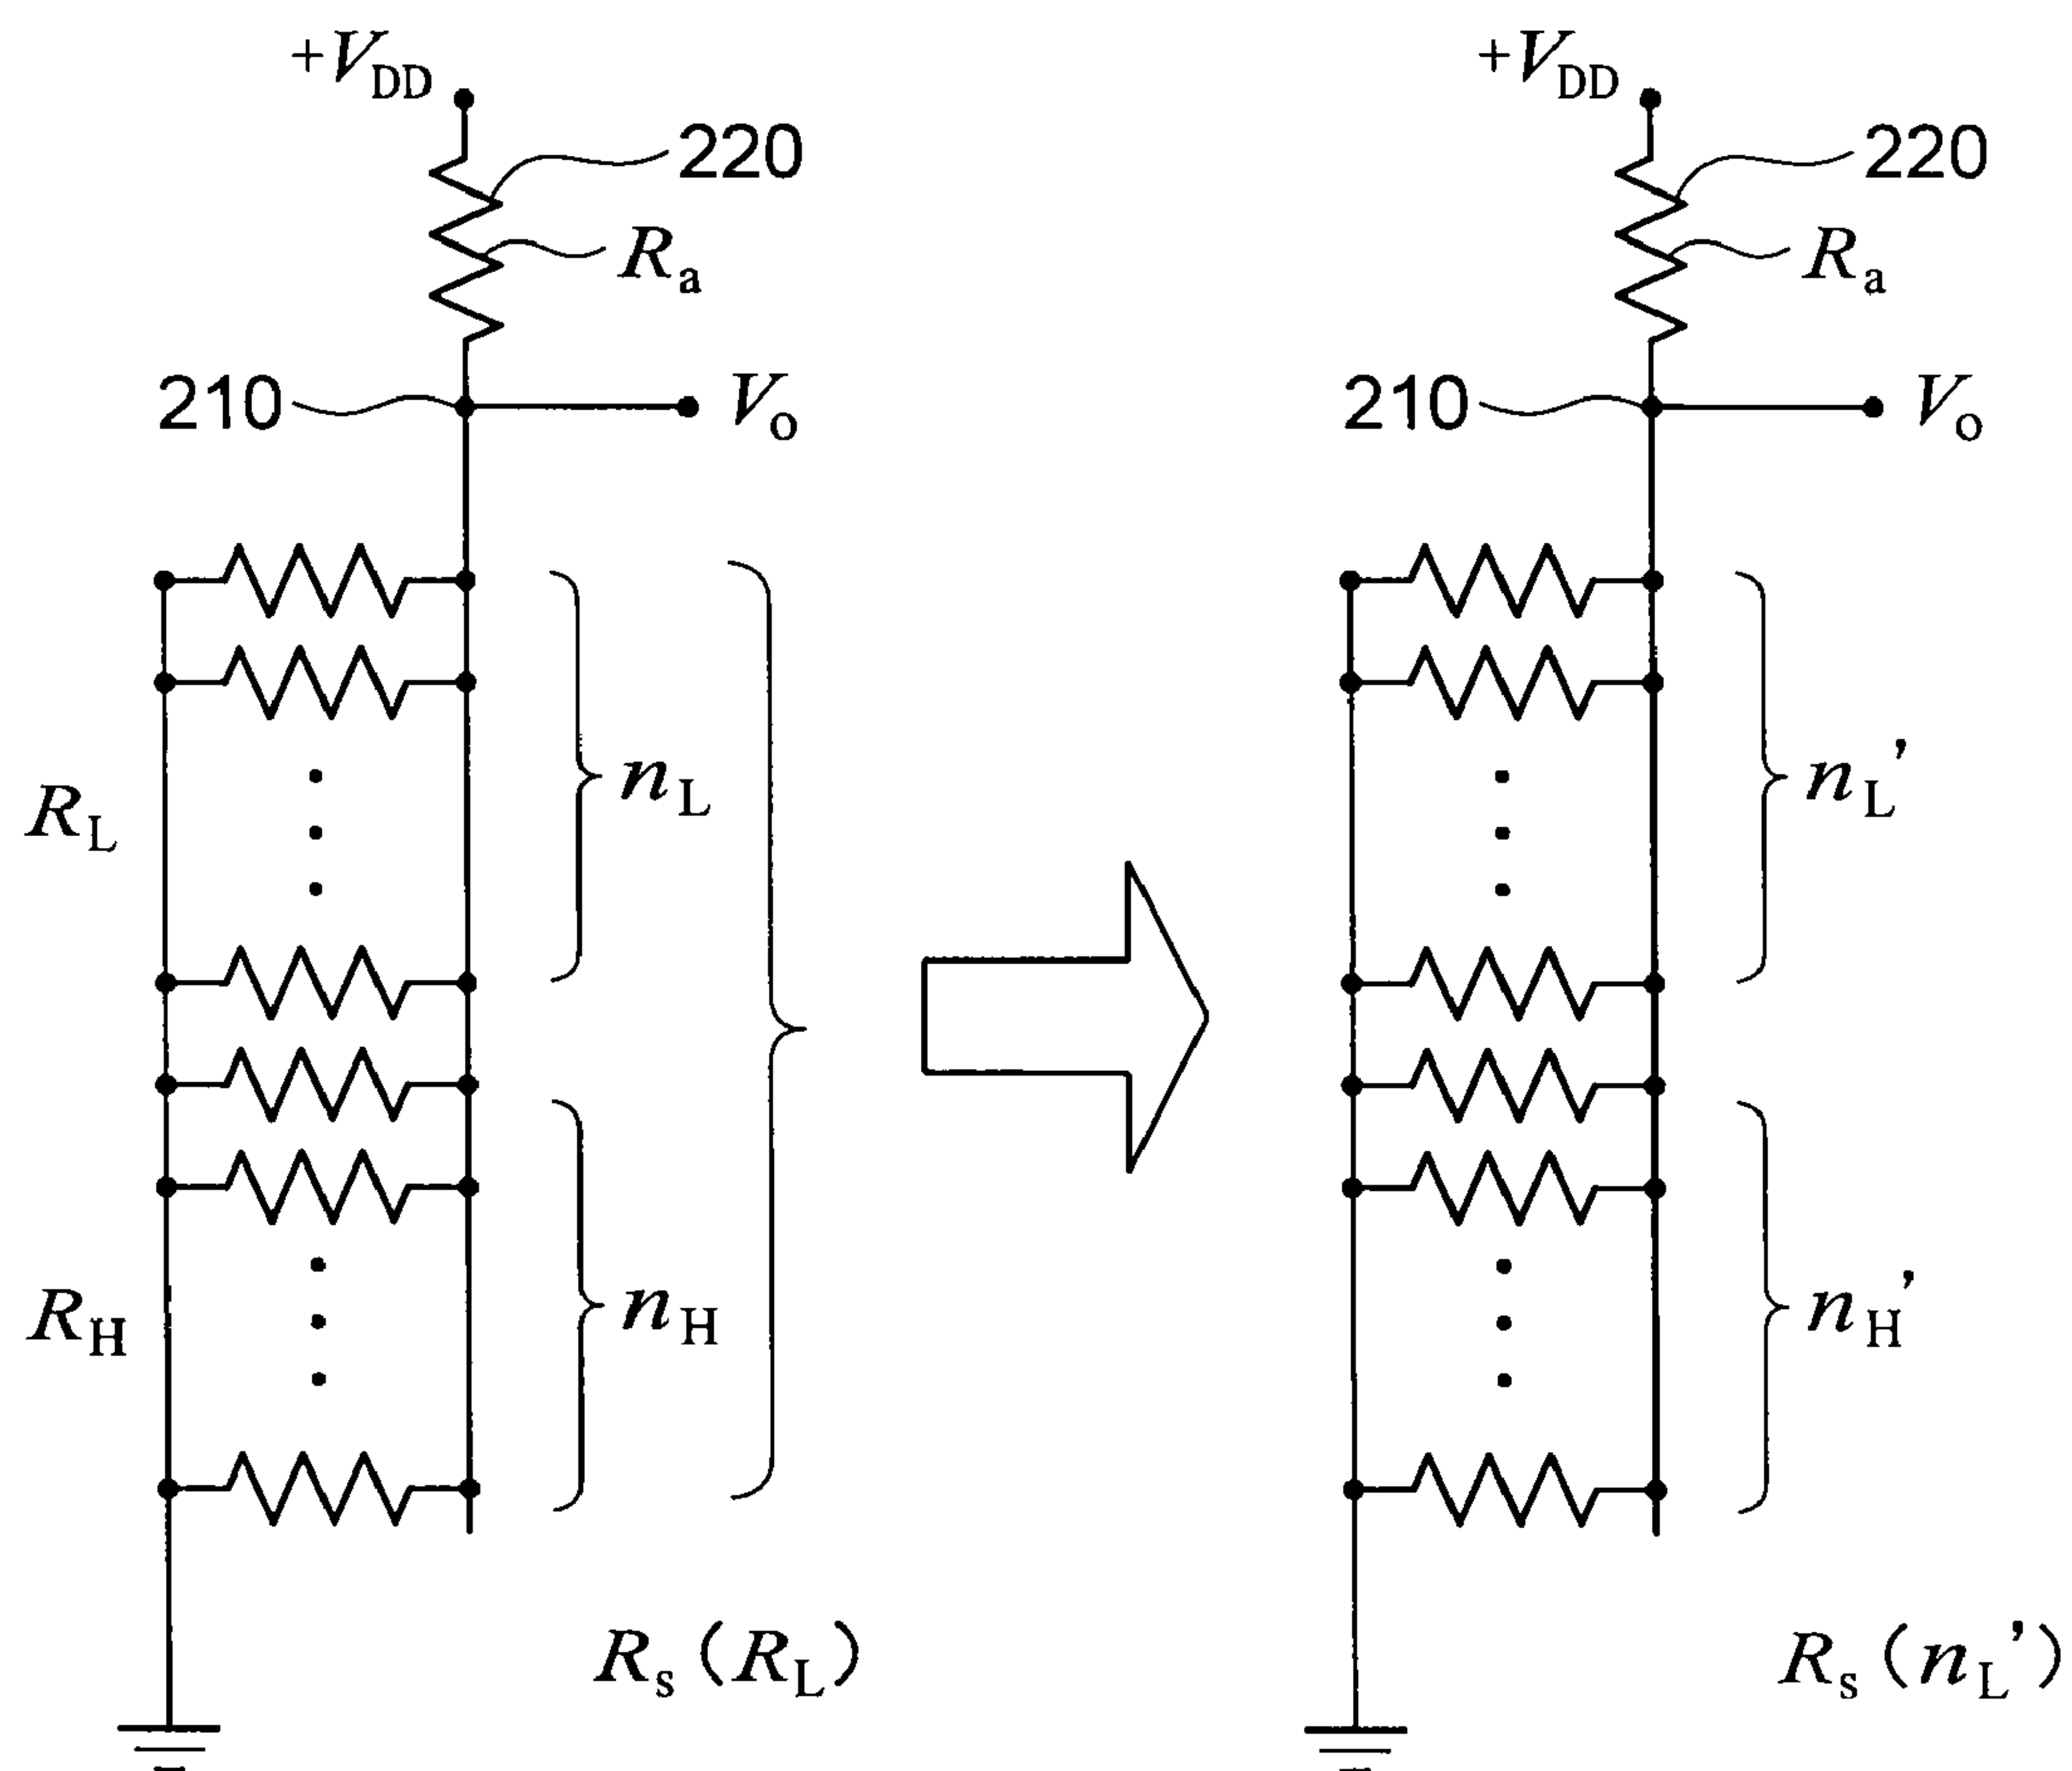 +VDD
220
Ra
210
Vo
RL
nL
RH
nH
Rs (RL)
+VDD
220
Ra
210
Vo
nL'
nH'
Rs (nL')